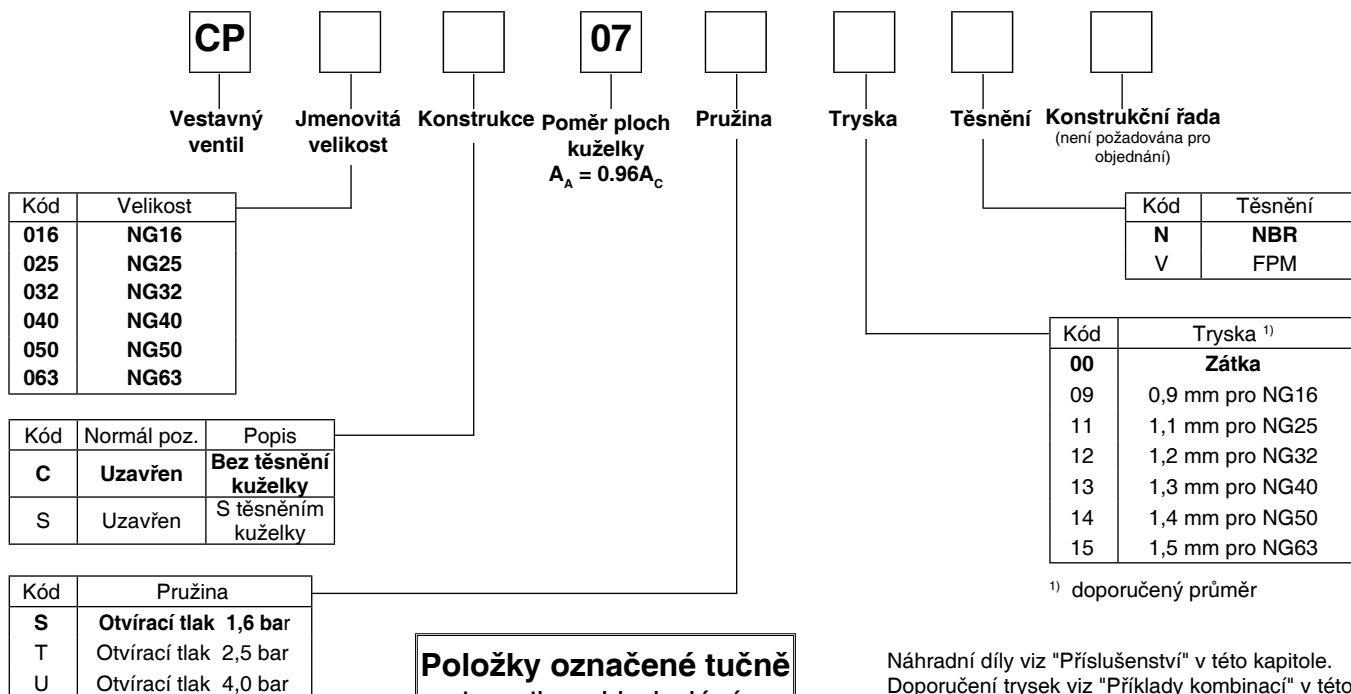 CP
07
Vestavný
ventil
Jmenovitá
velikost
Konstrukce
Poměr ploch
kuželky
A_A = 0.96A_C
Pružina
Tryska
Těsnění
Konstrukční řada
(není požadována pro
objednání)
Kód Velikost
016 NG16
025 NG25
032 NG32
040 NG40
050 NG50
063 NG63
Kód Těsnění
N NBR
V FPM
Kód Tryska 1)
00 Zátka
09 0,9 mm pro NG16
11 1,1 mm pro NG25
12 1,2 mm pro NG32
13 1,3 mm pro NG40
14 1,4 mm pro NG50
15 1,5 mm pro NG63
1) doporučený průměr
Kód Normál poz. Popis
C Uzavřen Bez těsnění
kuželky
S Uzavřen S těsněním
kuželky
Kód Pružina
S Otvírací tlak 1,6 bar
T Otvírací tlak 2,5 bar
U Otvírací tlak 4,0 bar
Položky označené tučně
Náhradní díly viz "Příslušenství" v této kapitole.
Doporučení trysek viz "Příklady kombinací" v této